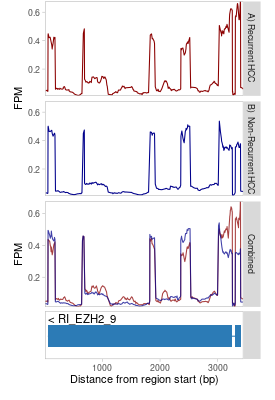 0.6
0.4
0.2
FPM
A) Recurrent HCC
0.6
0.4
0.2
B) Non-Recurrent HCC
0.6
0.4
0.2
FPM
Combined
< RI_EZH2_9
1000
2000
3000
Distance from region start (bp)